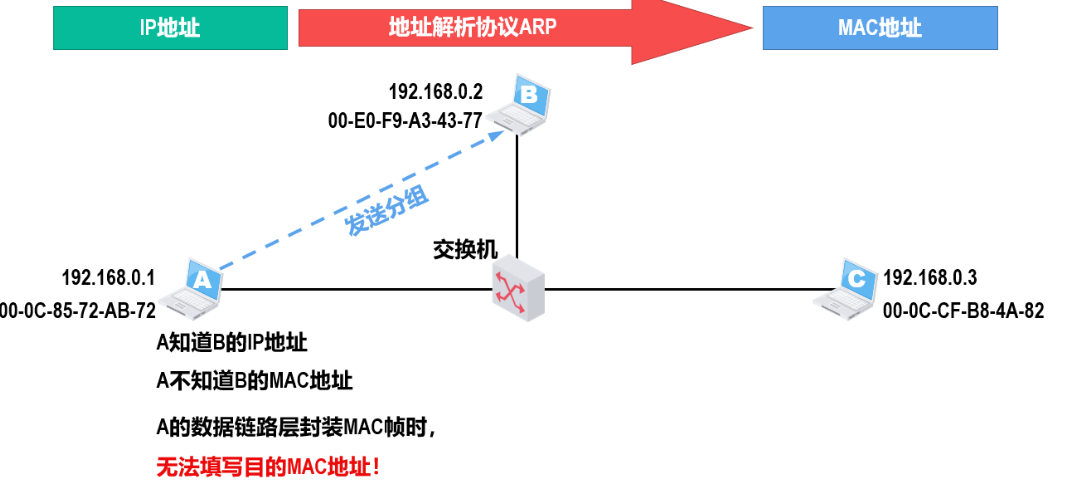 IP地址
地址解析协议ARP
MAC地址
192.168.0.2
00-E0-F9-A3-43-77
B
发送分组
交换机
192.168.0.1
00-0C-85-72-AB-72
A
C
192.168.0.3
00-0C-CF-B8-4A-82
A知道B的IP地址
A不知道B的MAC地址
A的数据链路层封装MAC帧时，
无法填写目的MAC地址！